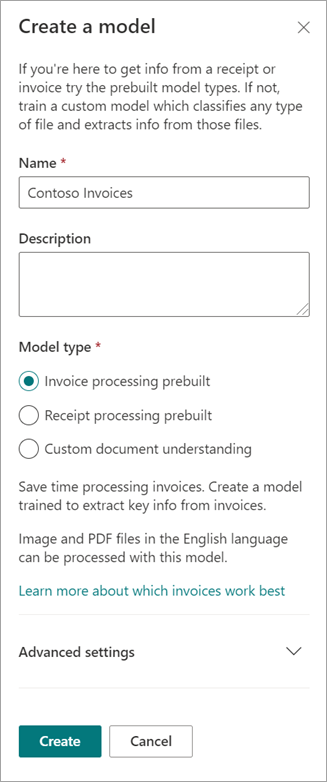 Create a model
If you're here to get info from a receipt or
invoice try the prebuilt model types. If not,
train a custom model which classifies any type
of file and extracts info from those files.
Name *
Contoso Invoices
Description
Model type *
Invoice processing prebuilt
Receipt processing prebuilt
Custom document understanding
Save time processing invoices. Create a model
trained to extract key info from invoices.
Image and PDF files in the English language
can be processed with this model.
Learn more about which invoices work best
Advanced settings
Create
Cancel